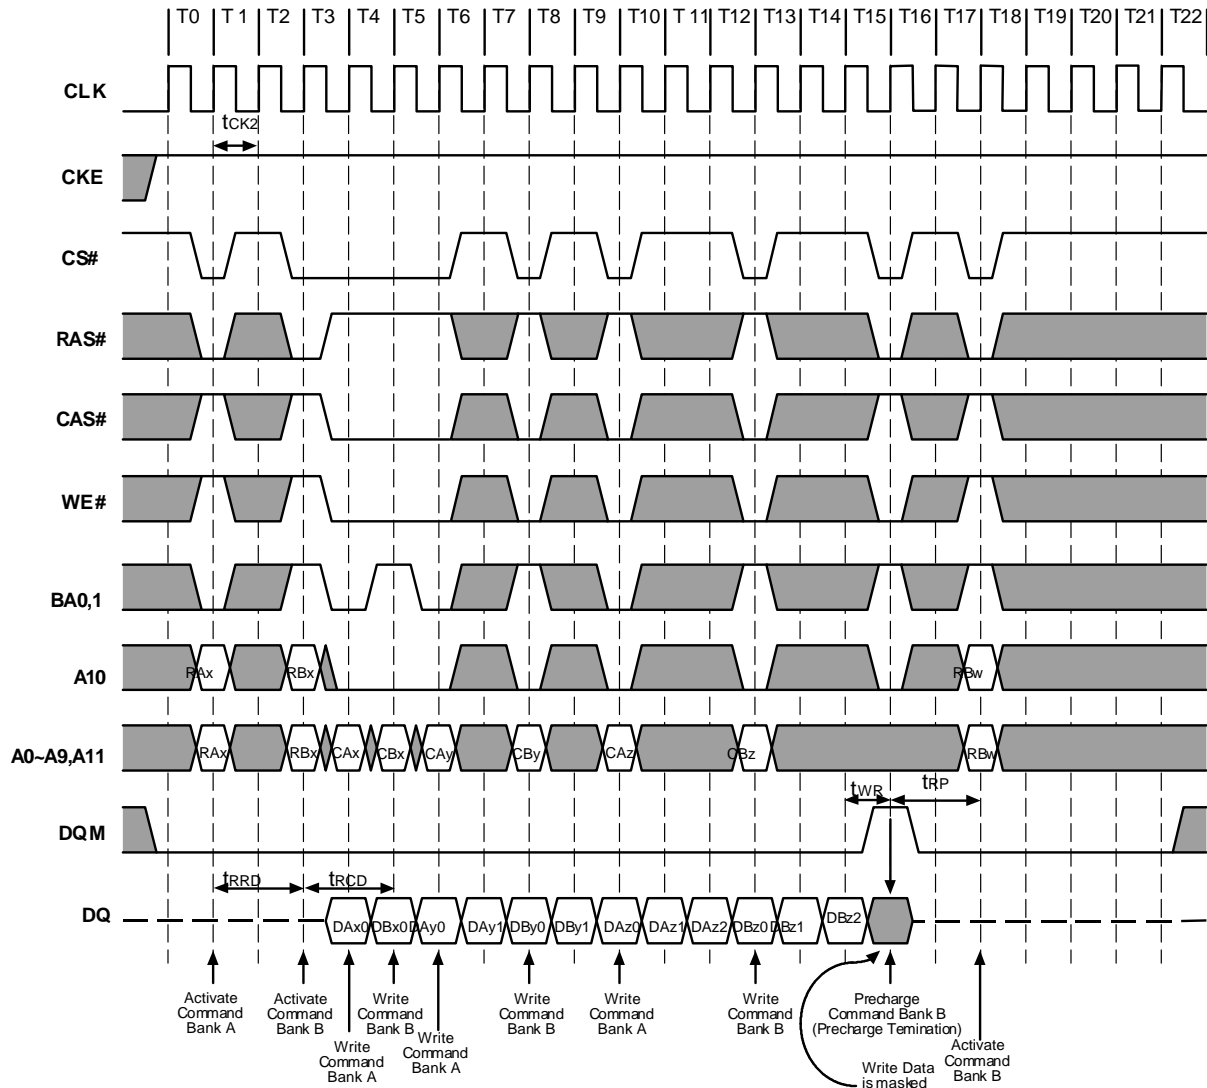 T0 T 1 T2 T3 T4 T5 T6 T7 T8 T9 T10 T 11 T12 T13 T14 T15 T16 T17 T18 T19 T20 T21 T22
CLK
tCK2
CKE
CS#
RAS#
CAS#
WE#
BA0,1
A10 RAx RBx RBw
A0~A9,A11 RAx RBx CAx CBx CAy CBy CAz CBz RBw
tWR tRP
DQM
tRRD tRCD
DQ DAx0 DBx0 DAy0 DAy1 DBy0 DBy1 DAz0 DAz1 DAz2 DBz0 DBz1 DBz2
Activate
Command
Bank A
Activate
Command
Bank B
Write
Command
Bank A
Write
Command
Bank B
Write
Command
Bank A
Write
Command
Bank B
Write
Command
Bank A
Write
Command
Bank B
Precharge
Command Bank B
(Precharge Temination)
Write Data
is masked
Activate
Command
Bank B